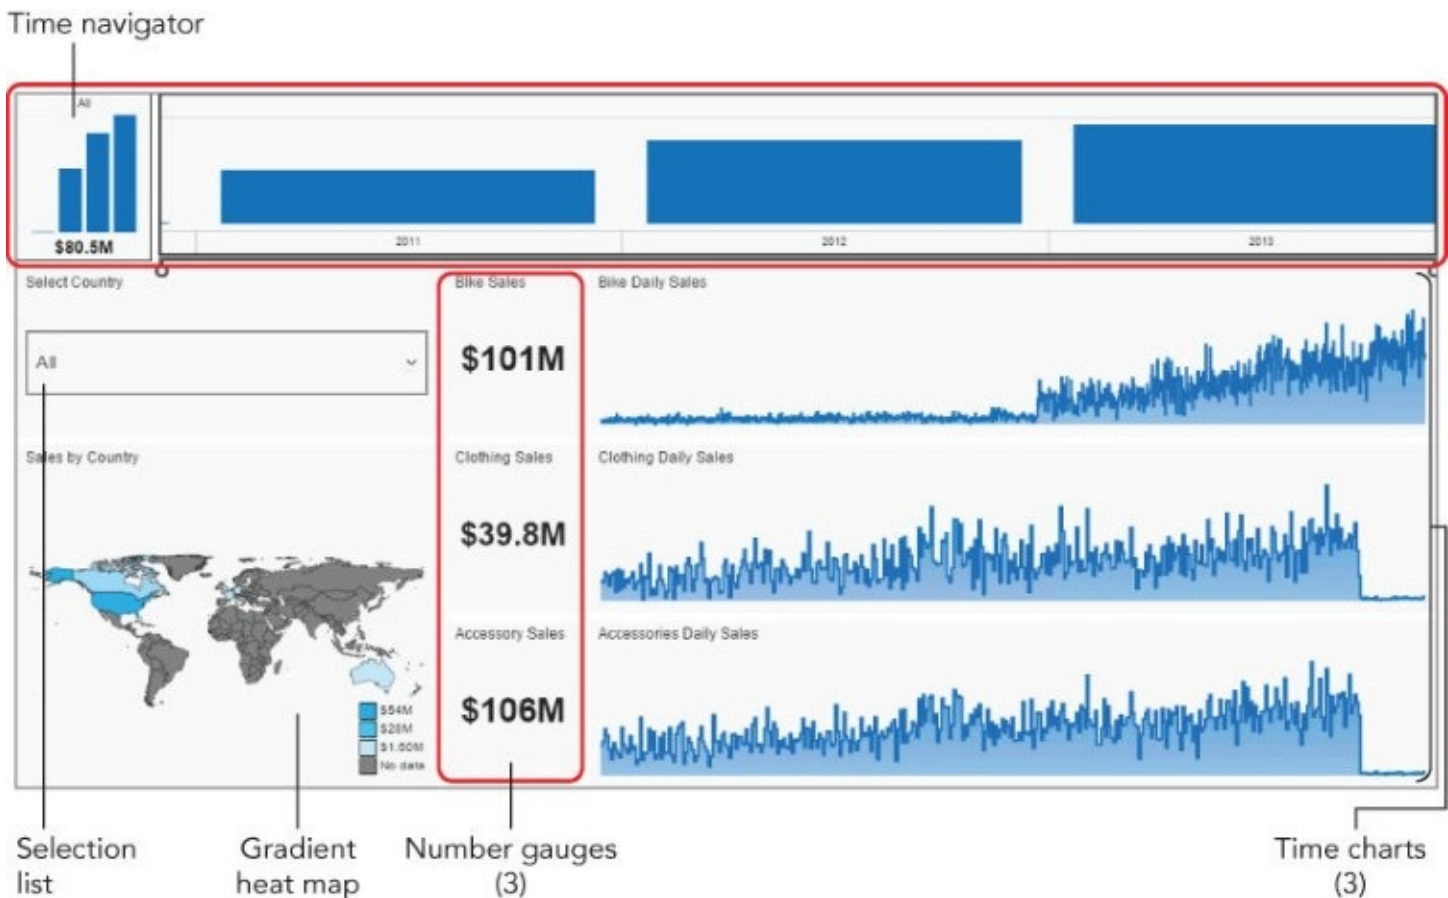 Time navigator
All
$80.5M
2011
2012
2013
Select Country
All
Sales by Country
$54M
$28M
$1.00M
No data
Bike Sales
$101M
Clothing Sales
$39.8M
Accessory Sales
$106M
Bike Daily Sales
Clothing Daily Sales
Accessories Daily Sales
Selection
list
Gradient
heat map
Number gauges
(3)
Time charts
(3)